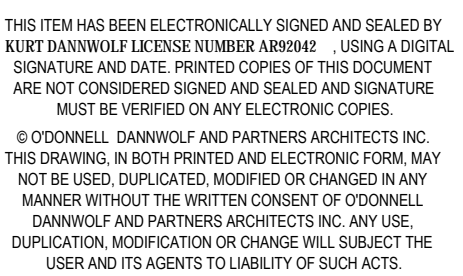 THIS ITEM HAS BEEN ELECTRONICALLY SIGNED AND SEALED BY
KURT DANNWOLF LICENSE NUMBER AR92042 , USING A DIGITAL
SIGNATURE AND DATE. PRINTED COPIES OF THIS DOCUMENT
ARE NOT CONSIDERED SIGNED AND SEALED AND SIGNATURE
MUST BE VERIFIED ON ANY ELECTRONIC COPIES.
© O'DONNELL DANNWOLF AND PARTNERS ARCHITECTS INC.
THIS DRAWING, IN BOTH PRINTED AND ELECTRONIC FORM, MAY
NOT BE USED, DUPLICATED, MODIFIED OR CHANGED IN ANY
MANNER WITHOUT THE WRITTEN CONSENT OF O'DONNELL
DANNWOLF AND PARTNERS ARCHITECTS INC. ANY USE,
DUPLICATION, MODIFICATION OR CHANGE WILL SUBJECT THE
USER AND ITS AGENTS TO LIABILITY OF SUCH ACTS.